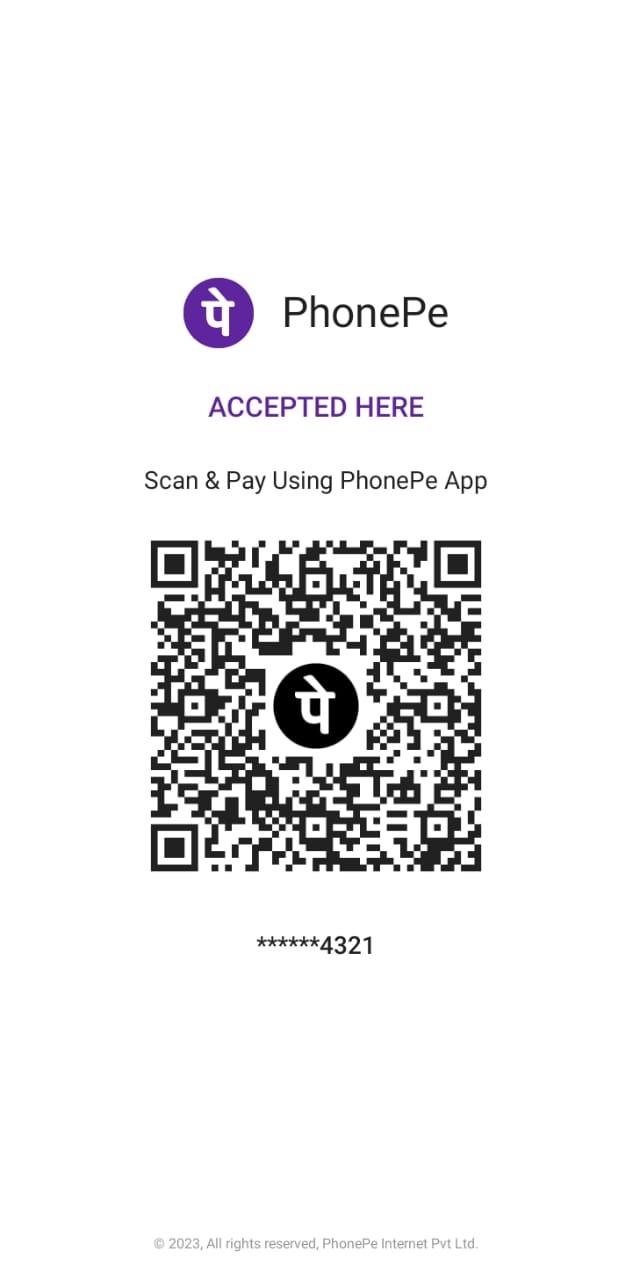 पे PhonePe
ACCEPTED HERE
Scan & Pay Using PhonePe App
पे
******4321
© 2023, All rights reserved, PhonePe Internet Pvt Ltd.